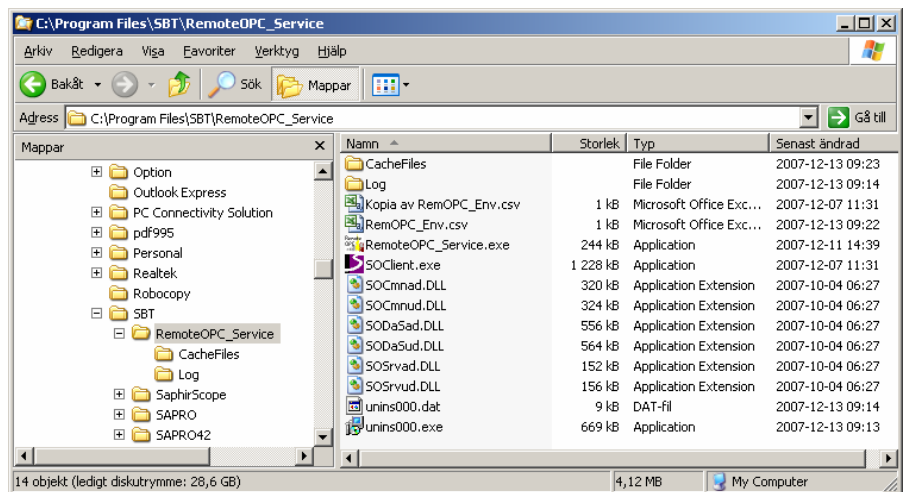 C:\Program Files\SBT\RemoteOPC_Service
Arkiv Redigera Visa Favoriter Verktyg Hjälp
Bakåt Sök Mappar
Adress C:\Program Files\SBT\RemoteOPC_Service Gå till
Mappar
Option
Outlook Express
PC Connectivity Solution
pdf995
Personal
Realtek
Robocopy
SBT
RemoteOPC_Service
CacheFiles
Log
SaphirScope
SAPRO
SAPRO42
Namn Storlek Typ Senast ändrad
CacheFiles File Folder 2007-12-13 09:23
Log File Folder 2007-12-13 09:14
Kopia av RemOPC_Env.csv 1 kB Microsoft Office Exc... 2007-12-07 11:31
RemOPC_Env.csv 1 kB Microsoft Office Exc... 2007-12-13 09:22
RemoteOPC_Service.exe 244 kB Application 2007-12-11 14:39
SOClient.exe 1 228 kB Application 2007-12-07 11:31
SOCmnad.DLL 320 kB Application Extension 2007-10-04 06:27
SOCmnud.DLL 324 kB Application Extension 2007-10-04 06:27
SODaSad.DLL 556 kB Application Extension 2007-10-04 06:27
SODaSud.DLL 564 kB Application Extension 2007-10-04 06:27
SOSrvad.DLL 152 kB Application Extension 2007-10-04 06:27
SOSrvud.DLL 156 kB Application Extension 2007-10-04 06:27
unins000.dat 9 kB DAT-fil 2007-12-13 09:14
unins000.exe 669 kB Application 2007-12-13 09:13
14 objekt (ledigt diskutrymme: 28,6 GB) 4,12 MB My Computer